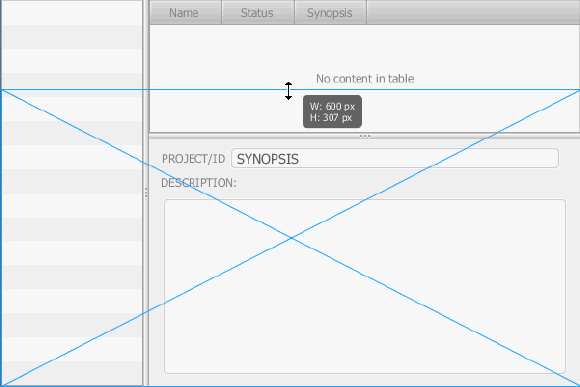 Name Status Synopsis
No content in table
W: 600 px
H: 307 px
PROJECT/ID SYNOPSIS
DESCRIPTION: